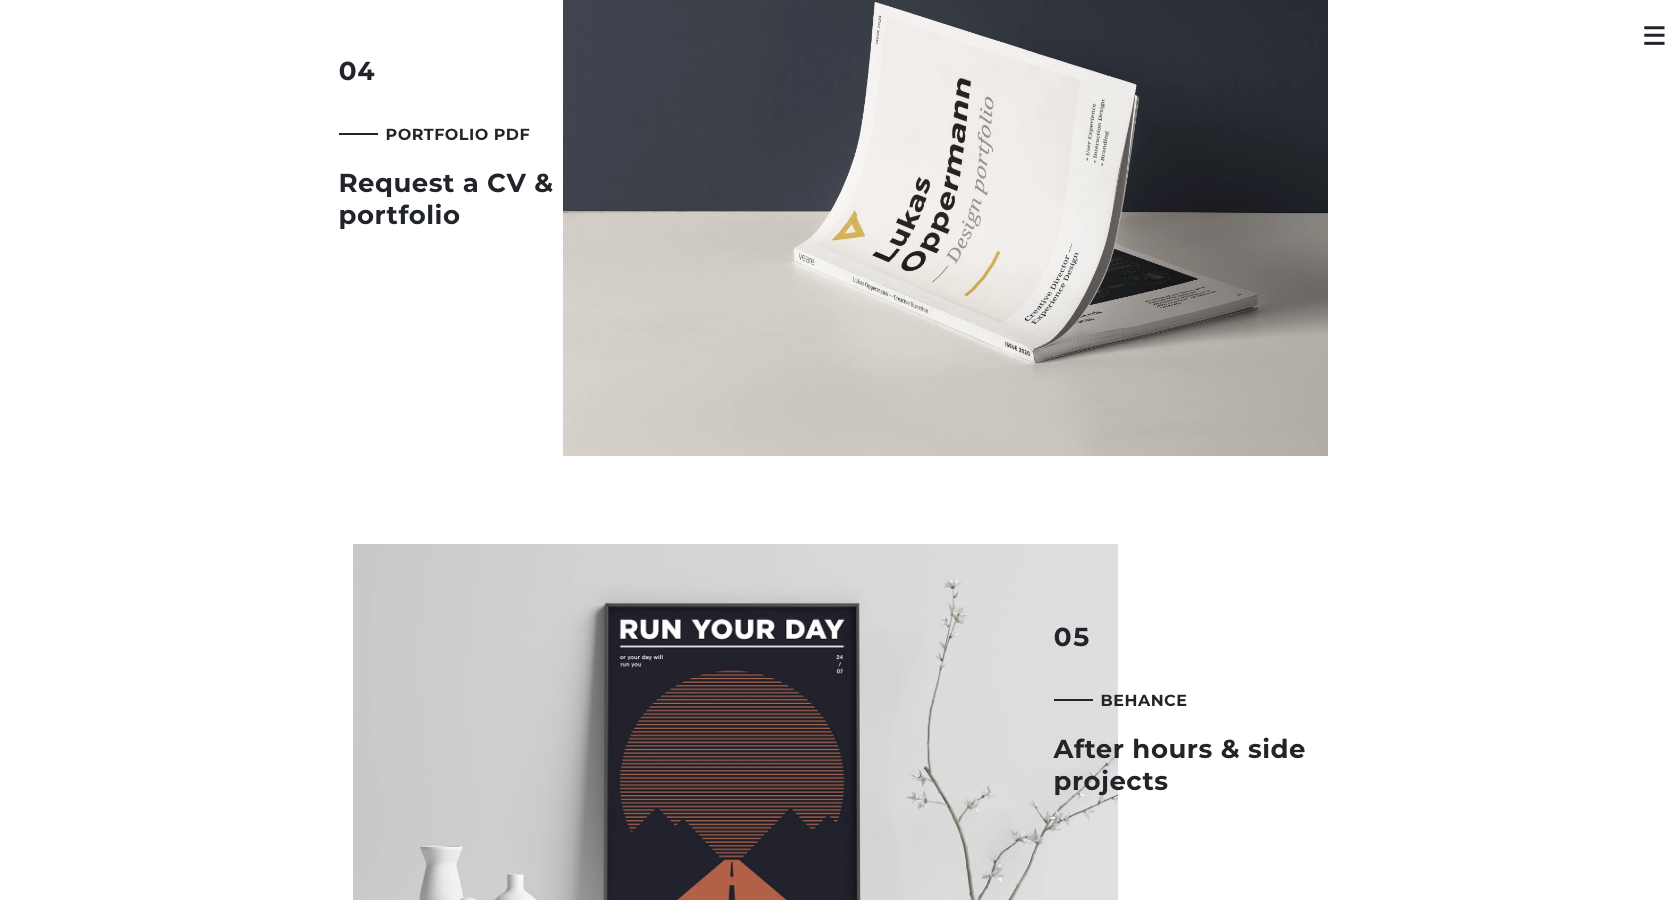 04
PORTFOLIO PDF
Request a CV &
portfolio
Lukas
Oppermann
— Design portfolio
+ User Experience
+ Interaction Design
+ Branding
Creative Director —
Experience Design
veare
Lukas Oppermann — Creative Direction
ISSUE 2020
RUN YOUR DAY
or your day will
run you
24
/
07
05
BEHANCE
After hours & side
projects